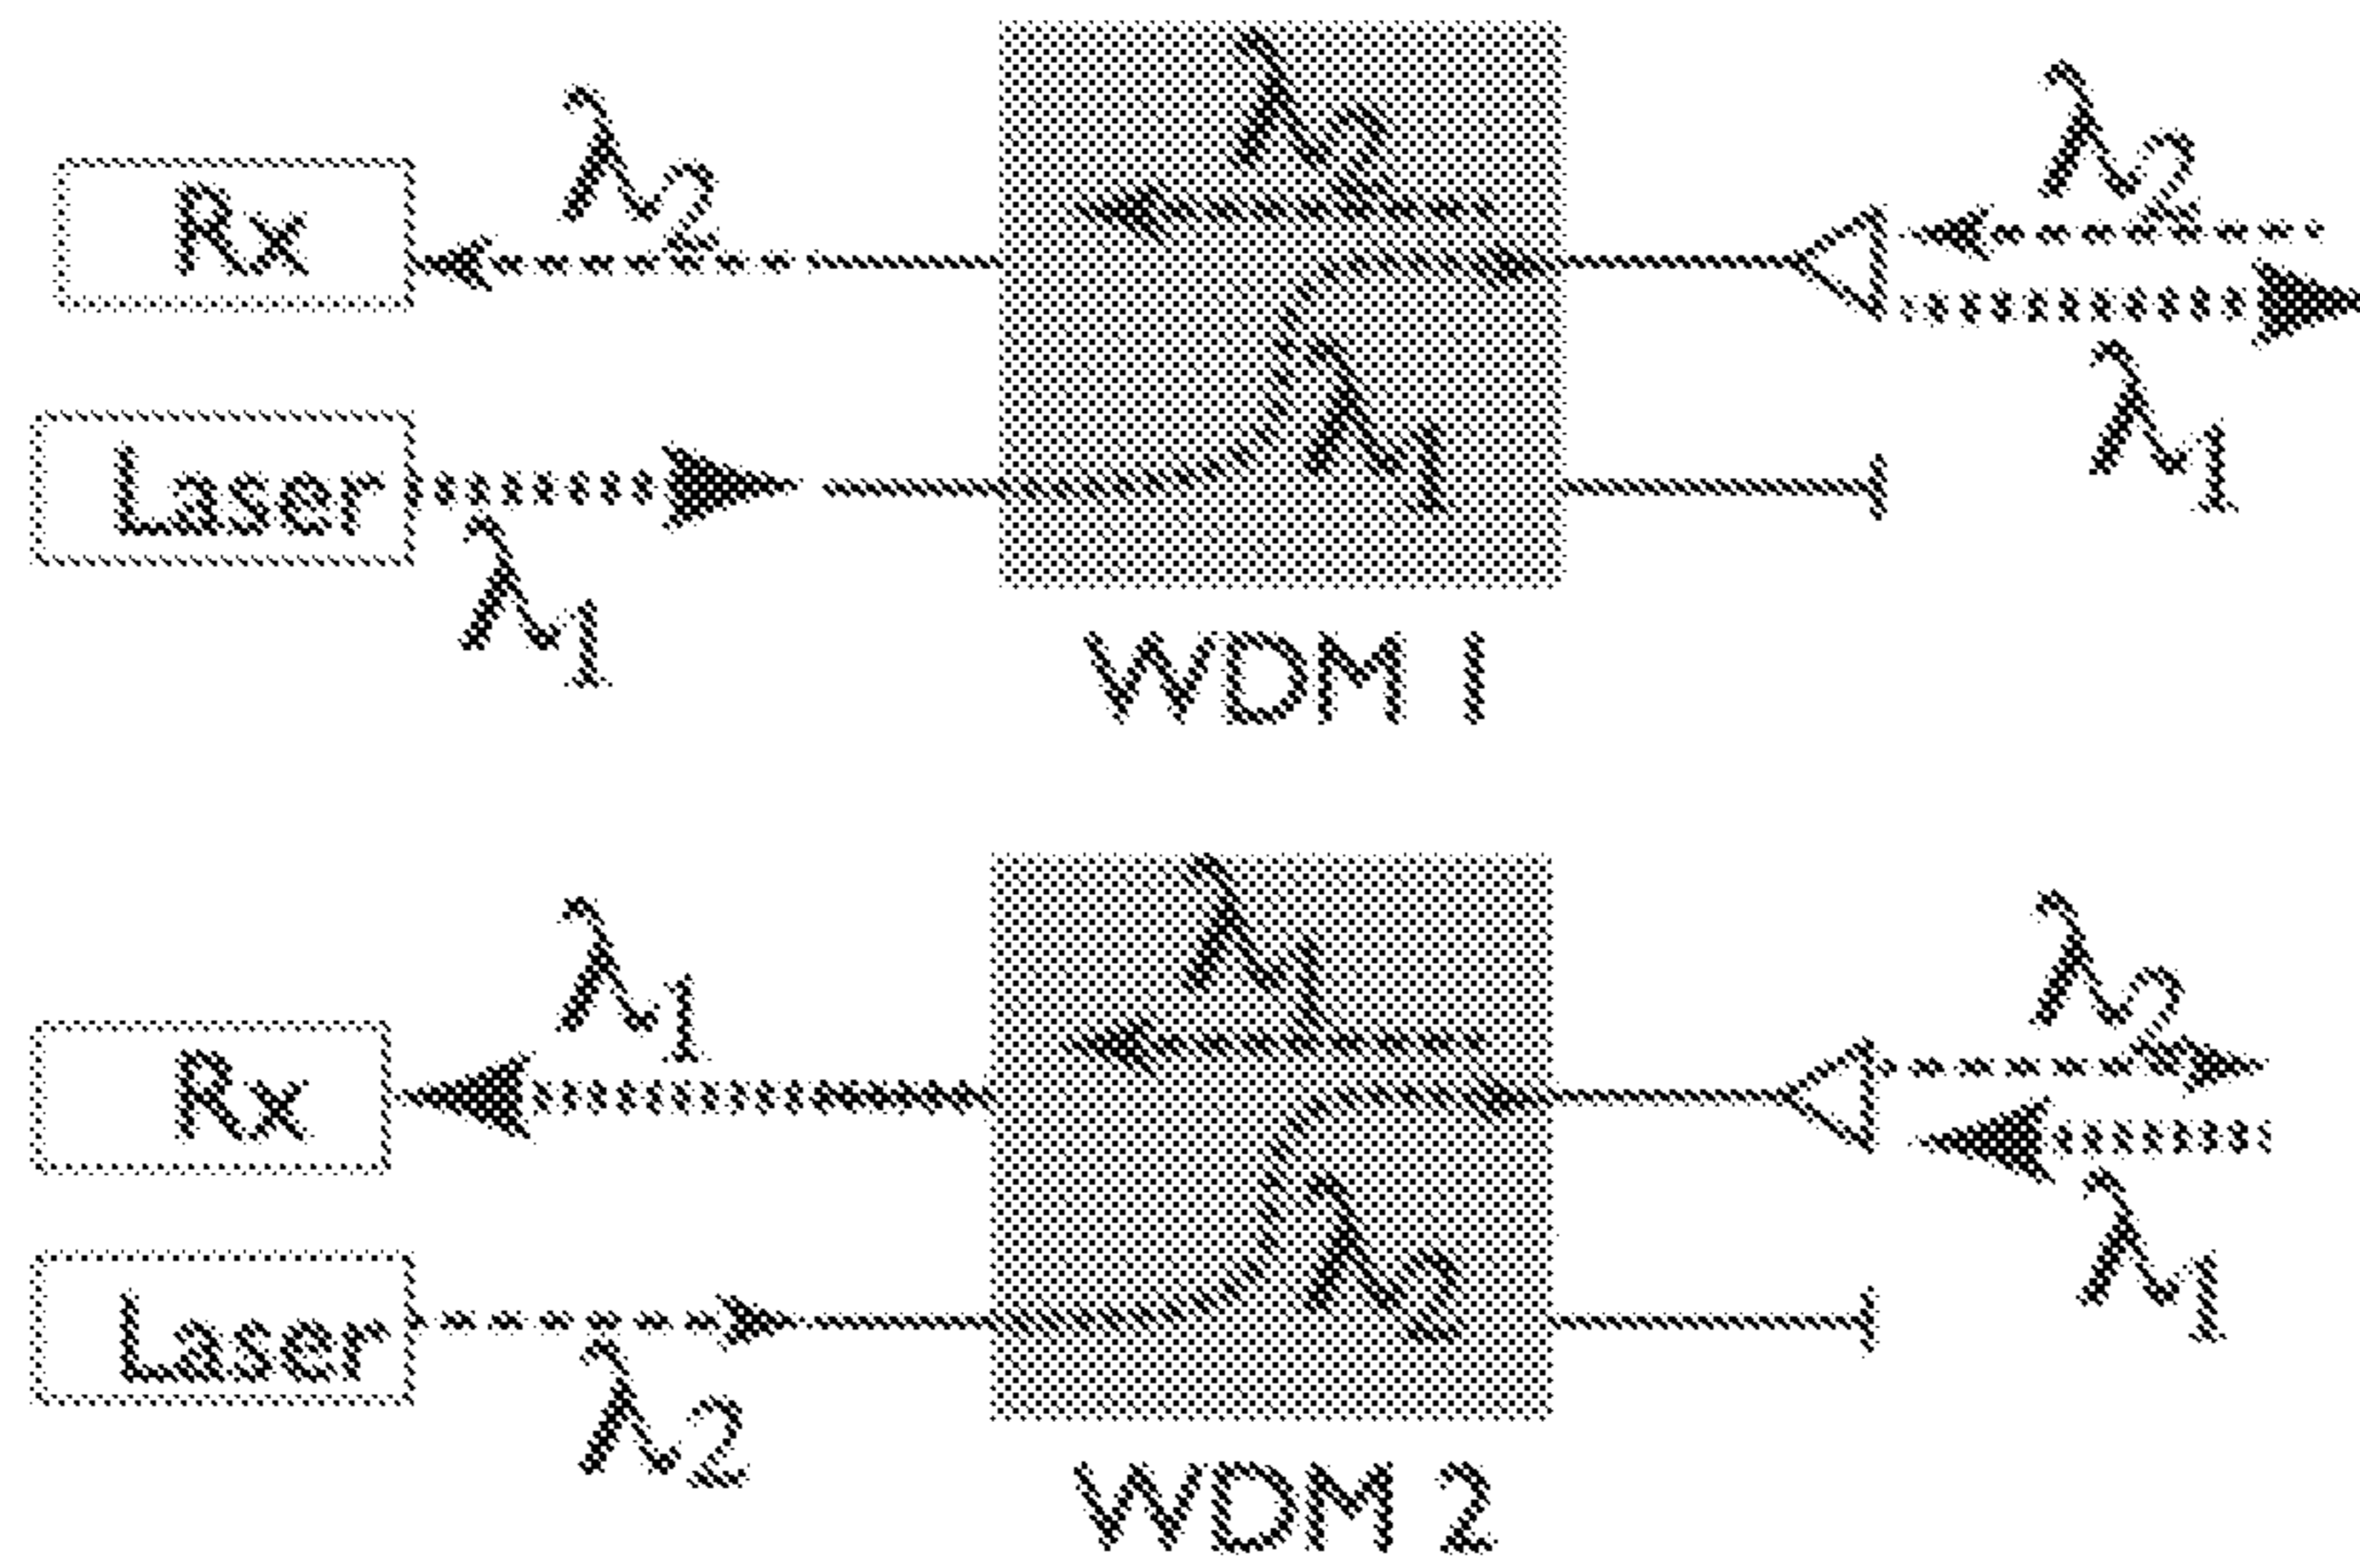 λ2 λ2 λ2
Rx
Laser λ1 λ1
λ1
WDM 1
λ1 λ1 λ2
Rx
λ2 λ1
Laser
λ2
WDM 2